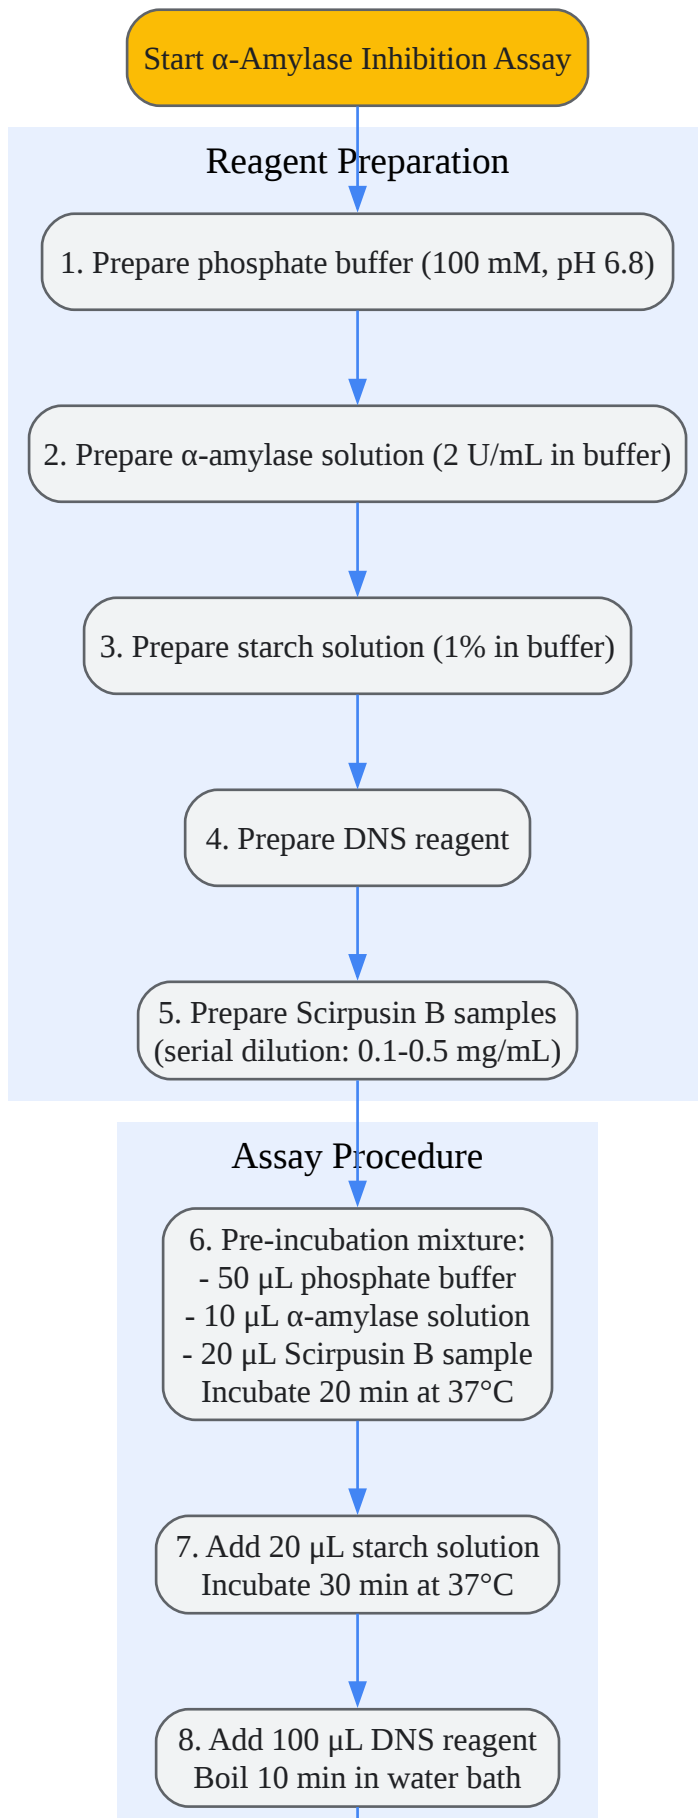 Start α-Amylase Inhibition Assay
Reagent Preparation
1. Prepare phosphate buffer (100 mM, pH 6.8)
2. Prepare α-amylase solution (2 U/mL in buffer)
3. Prepare starch solution (1% in buffer)
4. Prepare DNS reagent
5. Prepare Scirpusin B samples
(serial dilution: 0.1-0.5 mg/mL)
Assay Procedure
6. Pre-incubation mixture:
- 50 μL phosphate buffer
- 10 μL α-amylase solution
- 20 μL Scirpusin B sample
Incubate 20 min at 37°C
7. Add 20 μL starch solution
Incubate 30 min at 37°C
8. Add 100 μL DNS reagent
Boil 10 min in water bath